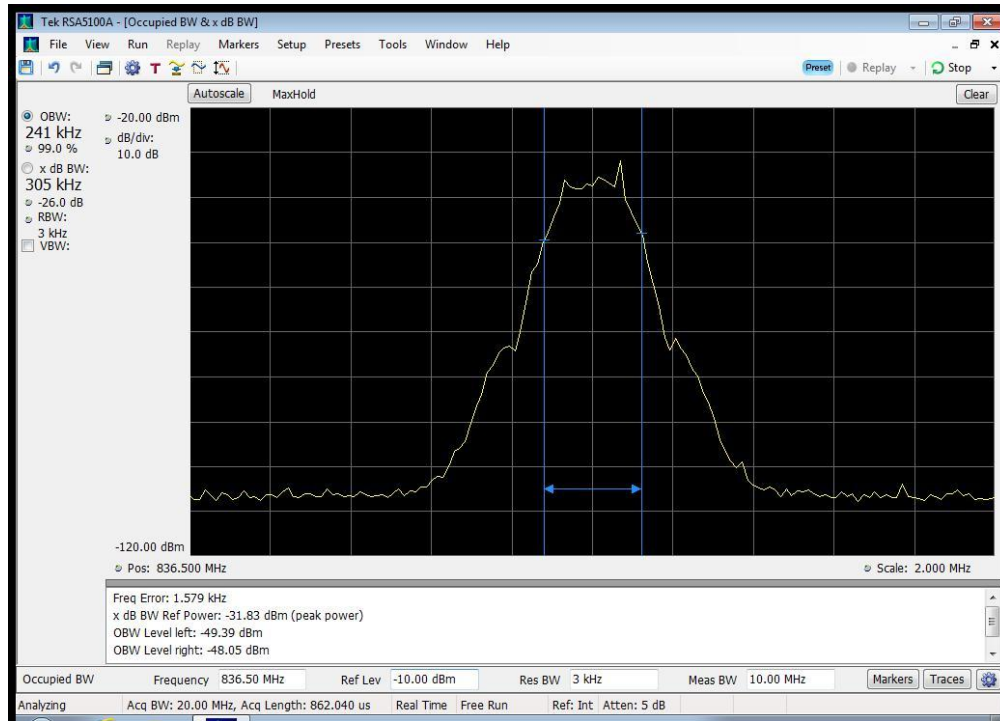 Tek RSA5100A - [Occupied BW & x dB BW]
File View Run Replay Markers Setup Presets Tools Window Help
T Preset Replay Stop
Autoscale MaxHold Clear
OBW:
241 kHz
99.0 %
x dB BW:
305 kHz
-26.0 dB
RBW:
3 kHz
VBW:
-20.00 dBm
dB/div:
10.0 dB
-120.00 dBm
Pos: 836.500 MHz Scale: 2.000 MHz
Freq Error: 1.579 kHz
x dB BW Ref Power: -31.83 dBm (peak power)
OBW Level left: -49.39 dBm
OBW Level right: -48.05 dBm
Occupied BW Frequency 836.50 MHz Ref Lev -10.00 dBm Res BW 3 kHz Meas BW 10.00 MHz Markers Traces
Analyzing Acq BW: 20.00 MHz, Acq Length: 862.040 us Real Time Free Run Ref: Int Atten: 5 dB